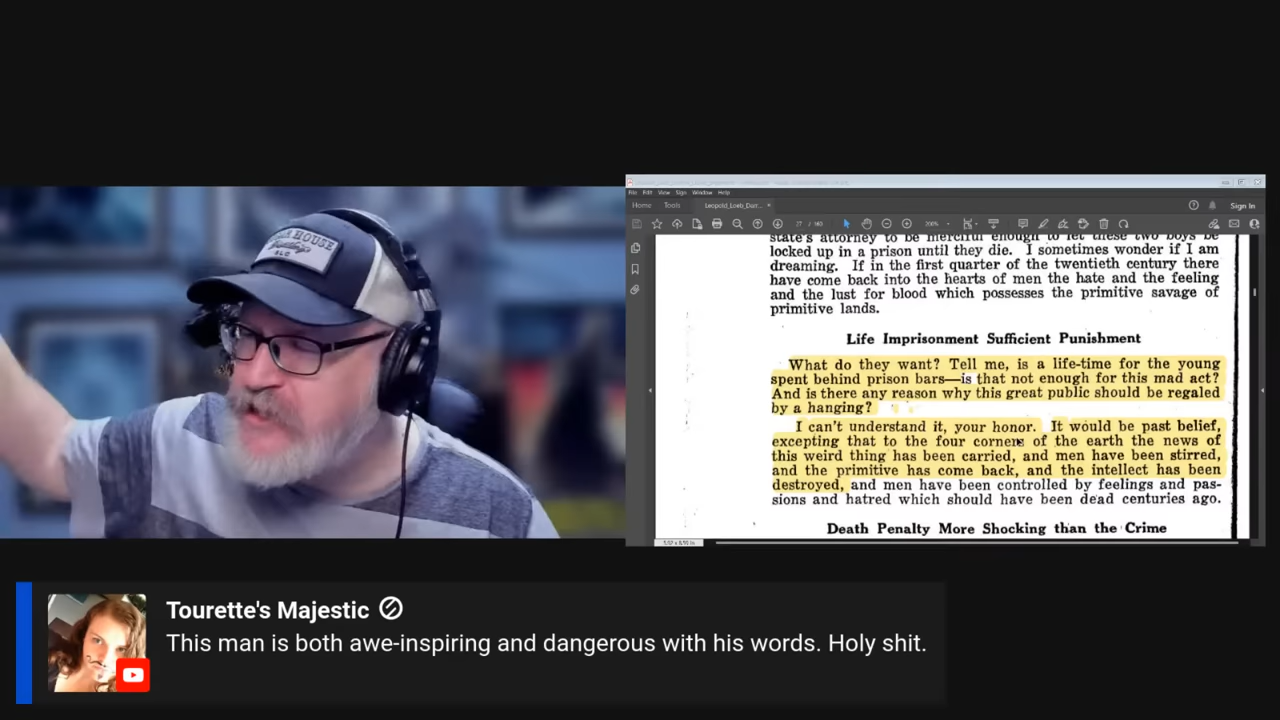 File Edit View Sign Window Help
Home Tools Leopold_Loeb_Darr... ×
Sign In
200%
state's attorney to be merciful enough to let these two boys be
locked up in a prison until they die. I sometimes wonder if I am
dreaming. If in the first quarter of the twentieth century there
have come back into the hearts of men the hate and the feeling
and the lust for blood which possesses the primitive savage of
primitive lands.
Life Imprisonment Sufficient Punishment
What do they want? Tell me, is a life-time for the young
spent behind prison bars—is that not enough for this mad act?
And is there any reason why this great public should be regaled
by a hanging?
I can't understand it, your honor. It would be past belief,
excepting that to the four corners of the earth the news of
this weird thing has been carried, and men have been stirred,
and the primitive has come back, and the intellect has been
destroyed, and men have been controlled by feelings and pas-
sions and hatred which should have been dead centuries ago.
Death Penalty More Shocking than the Crime
HOUSE
Tourette's Majestic
This man is both awe-inspiring and dangerous with his words. Holy shit.